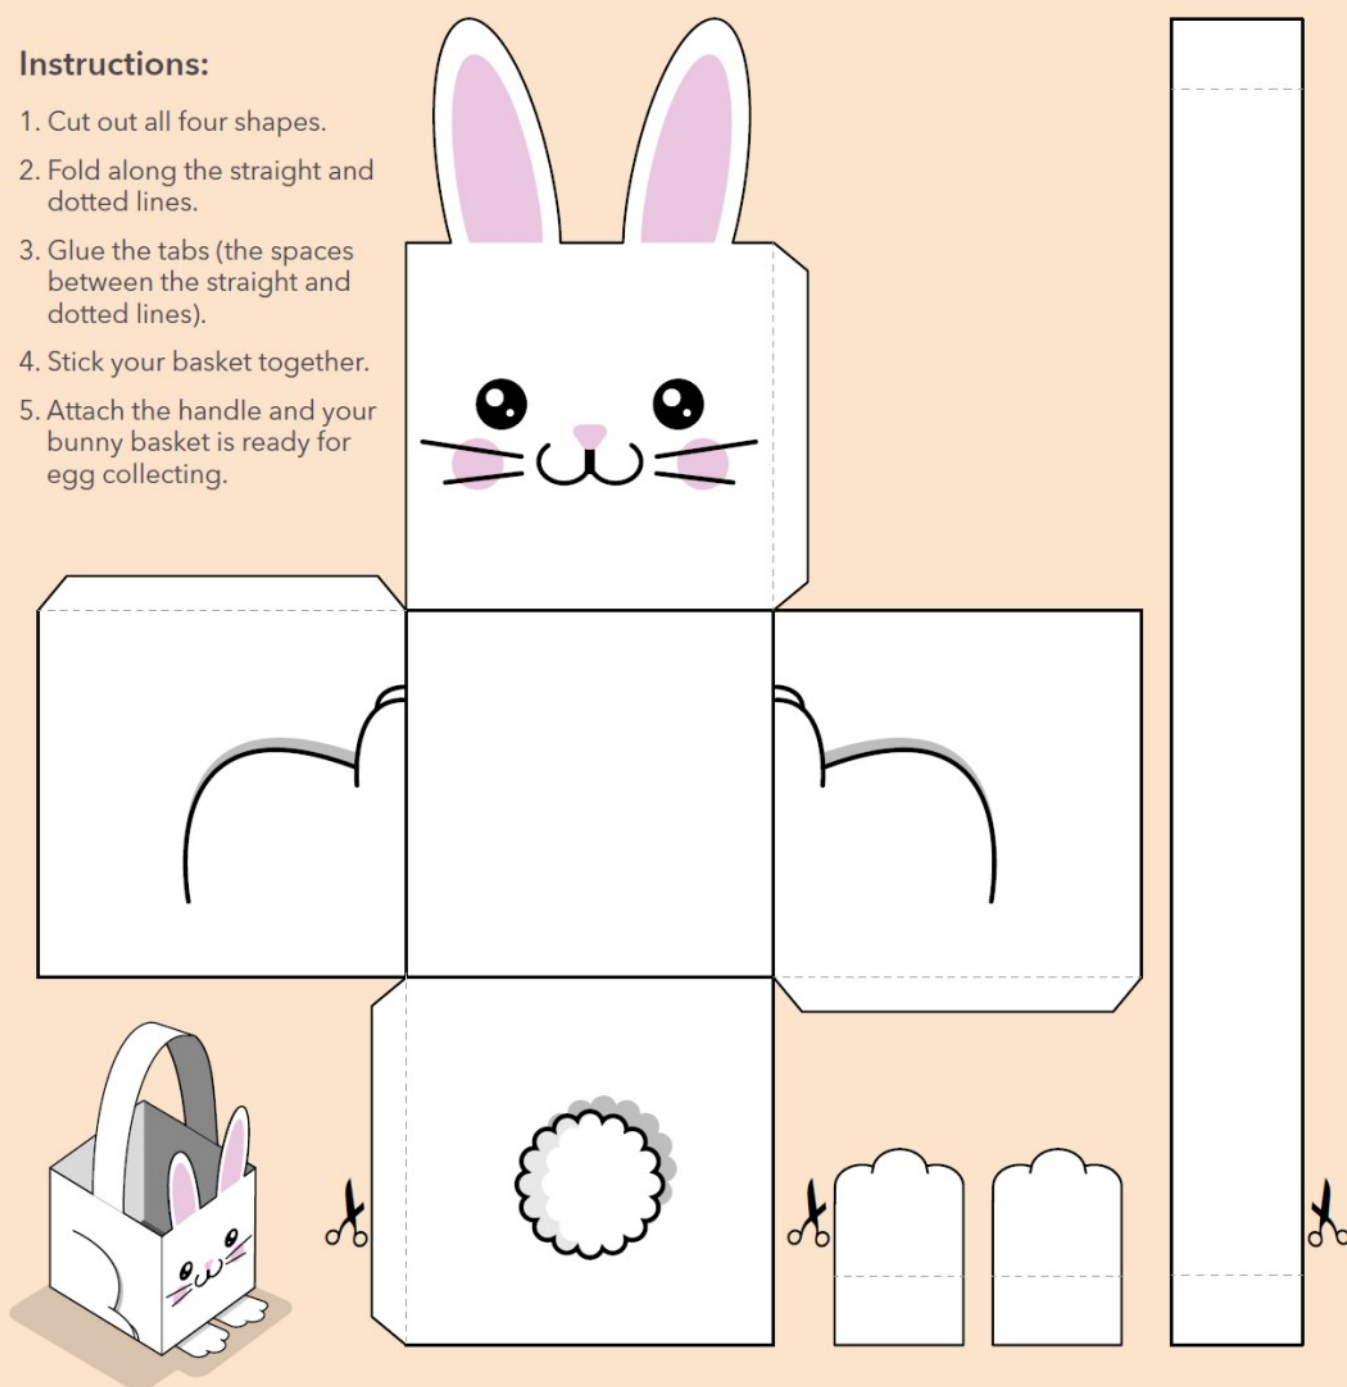 Instructions:
1. Cut out all four shapes.
2. Fold along the straight and
dotted lines.
3. Glue the tabs (the spaces
between the straight and
dotted lines).
4. Stick your basket together.
5. Attach the handle and your
bunny basket is ready for
egg collecting.